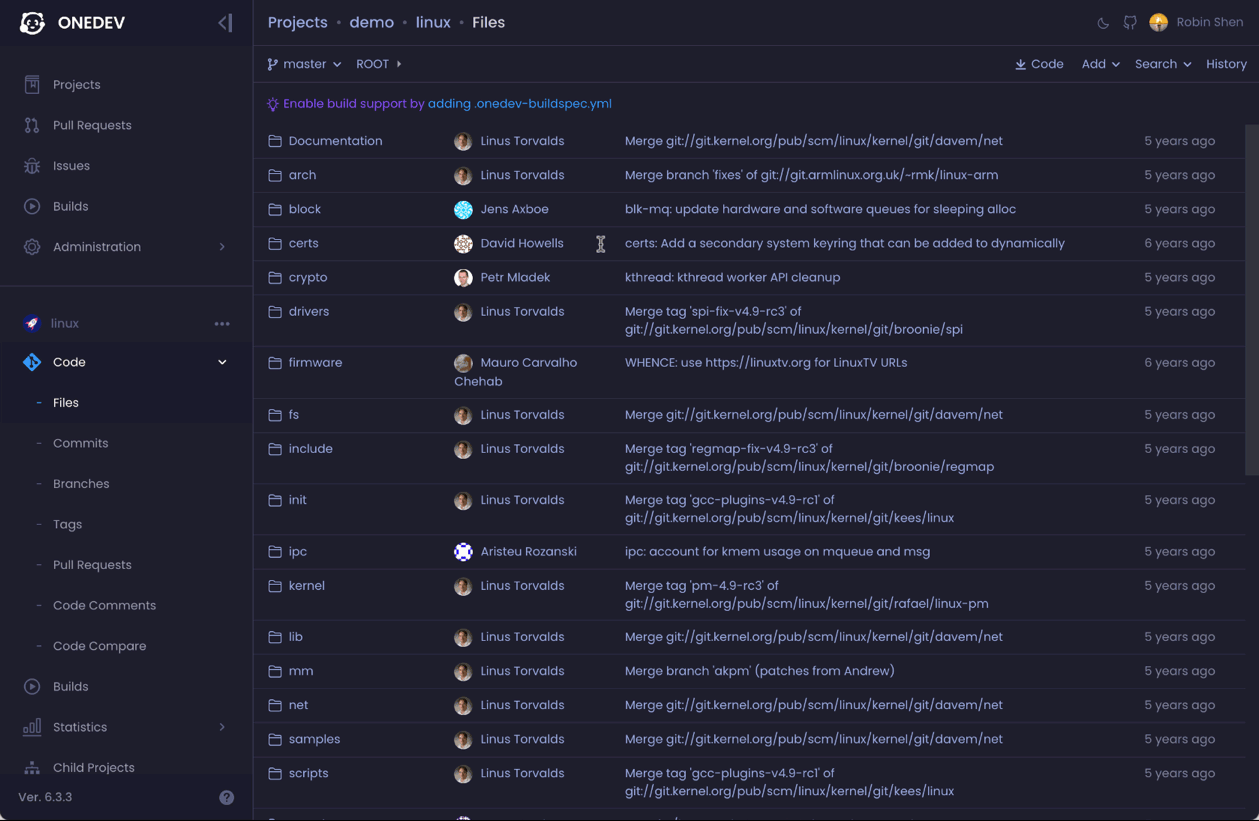 ONEDEV
Projects
Pull Requests
Issues
Builds
Administration
linux
Code
- Files
- Commits
- Branches
- Tags
- Pull Requests
- Code Comments
- Code Compare
Builds
Statistics
Child Projects
Ver. 6.3.3
Projects • demo • linux • Files
Robin Shen
master
ROOT
Code
Add
Search
History
Enable build support by adding .onedev-buildspec.yml
Documentation Linus Torvalds Merge git://git.kernel.org/pub/scm/linux/kernel/git/davem/net 5 years ago
arch Linus Torvalds Merge branch 'fixes' of git://git.armlinux.org.uk/~rmk/linux-arm 5 years ago
block Jens Axboe blk-mq: update hardware and software queues for sleeping alloc 5 years ago
certs David Howells certs: Add a secondary system keyring that can be added to dynamically 6 years ago
crypto Petr Mladek kthread: kthread worker API cleanup 5 years ago
drivers Linus Torvalds Merge tag 'spi-fix-v4.9-rc3' of 5 years ago
git://git.kernel.org/pub/scm/linux/kernel/git/broonie/spi
firmware Mauro Carvalho WHENCE: use https://linuxtv.org for LinuxTV URLs 6 years ago
Chehab
fs Linus Torvalds Merge git://git.kernel.org/pub/scm/linux/kernel/git/davem/net 5 years ago
include Linus Torvalds Merge tag 'regmap-fix-v4.9-rc3' of 5 years ago
git://git.kernel.org/pub/scm/linux/kernel/git/broonie/regmap
init Linus Torvalds Merge tag 'gcc-plugins-v4.9-rc1' of 5 years ago
git://git.kernel.org/pub/scm/linux/kernel/git/kees/linux
ipc Aristeu Rozanski ipc: account for kmem usage on mqueue and msg 5 years ago
kernel Linus Torvalds Merge tag 'pm-4.9-rc3' of 5 years ago
git://git.kernel.org/pub/scm/linux/kernel/git/rafael/linux-pm
lib Linus Torvalds Merge git://git.kernel.org/pub/scm/linux/kernel/git/davem/net 5 years ago
mm Linus Torvalds Merge branch 'akpm' (patches from Andrew) 5 years ago
net Linus Torvalds Merge git://git.kernel.org/pub/scm/linux/kernel/git/davem/net 5 years ago
samples Linus Torvalds Merge git://git.kernel.org/pub/scm/linux/kernel/git/davem/net 5 years ago
scripts Linus Torvalds Merge tag 'gcc-plugins-v4.9-rc1' of 5 years ago
git://git.kernel.org/pub/scm/linux/kernel/git/kees/linux